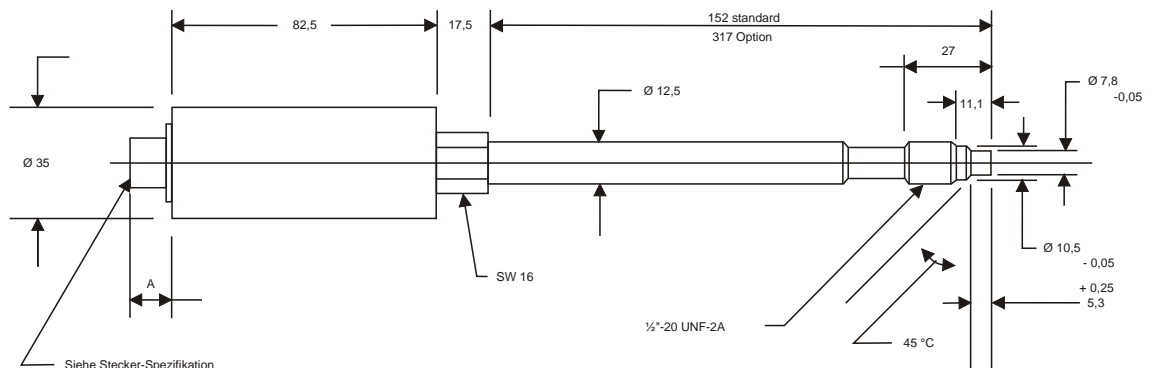 82,5
17,5
152 standard
317 Option
27
Ø 7,8
-0,05
11,1
Ø 12,5
Ø 35
Ø 10,5
- 0,05
+ 0,25
5,3
A
SW 16
½"-20 UNF-2A
45 °C
Siehe Stecker-Spezifikation